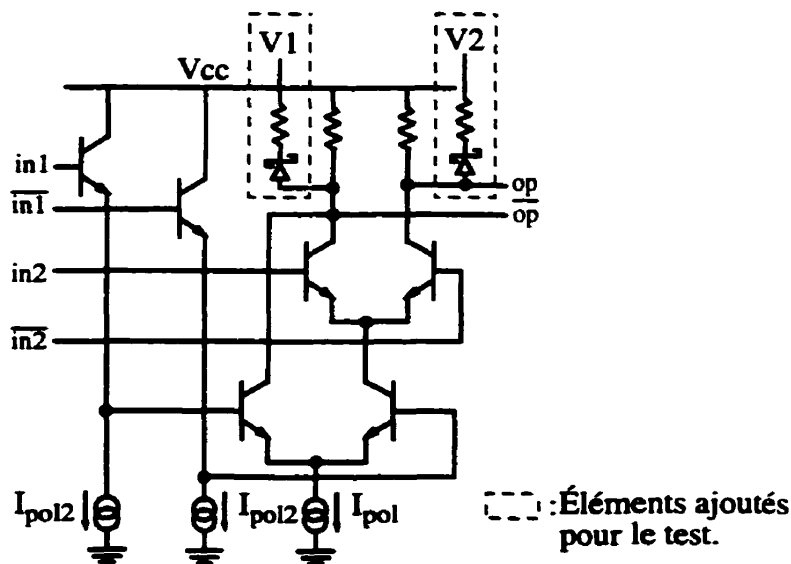 V1
V2
Vcc
in1
in1
in2
in2
op
op
Ipol2
Ipol2
Ipol
: Éléments ajoutés
pour le test.